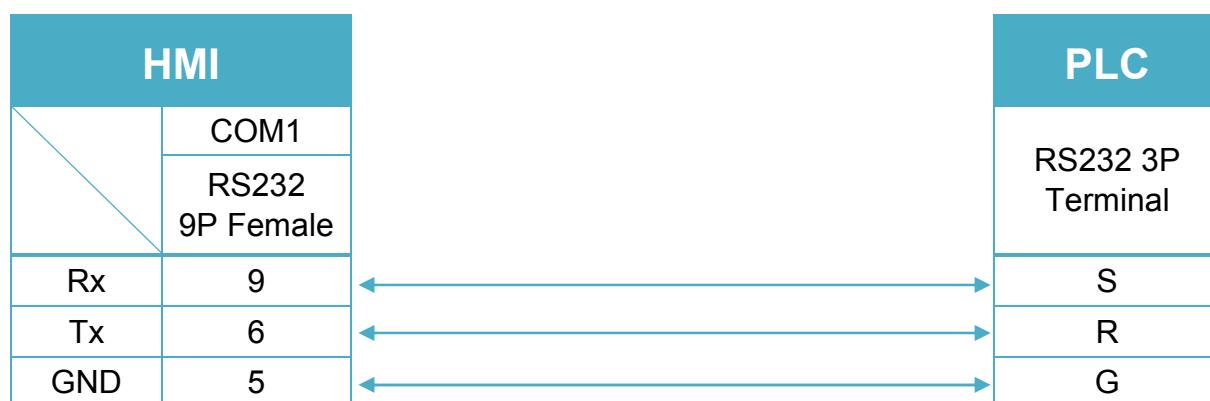 HMI
PLC
COM1
RS232
9P Female
RS232 3P
Terminal
Rx 9 S
Tx 6 R
GND 5 G